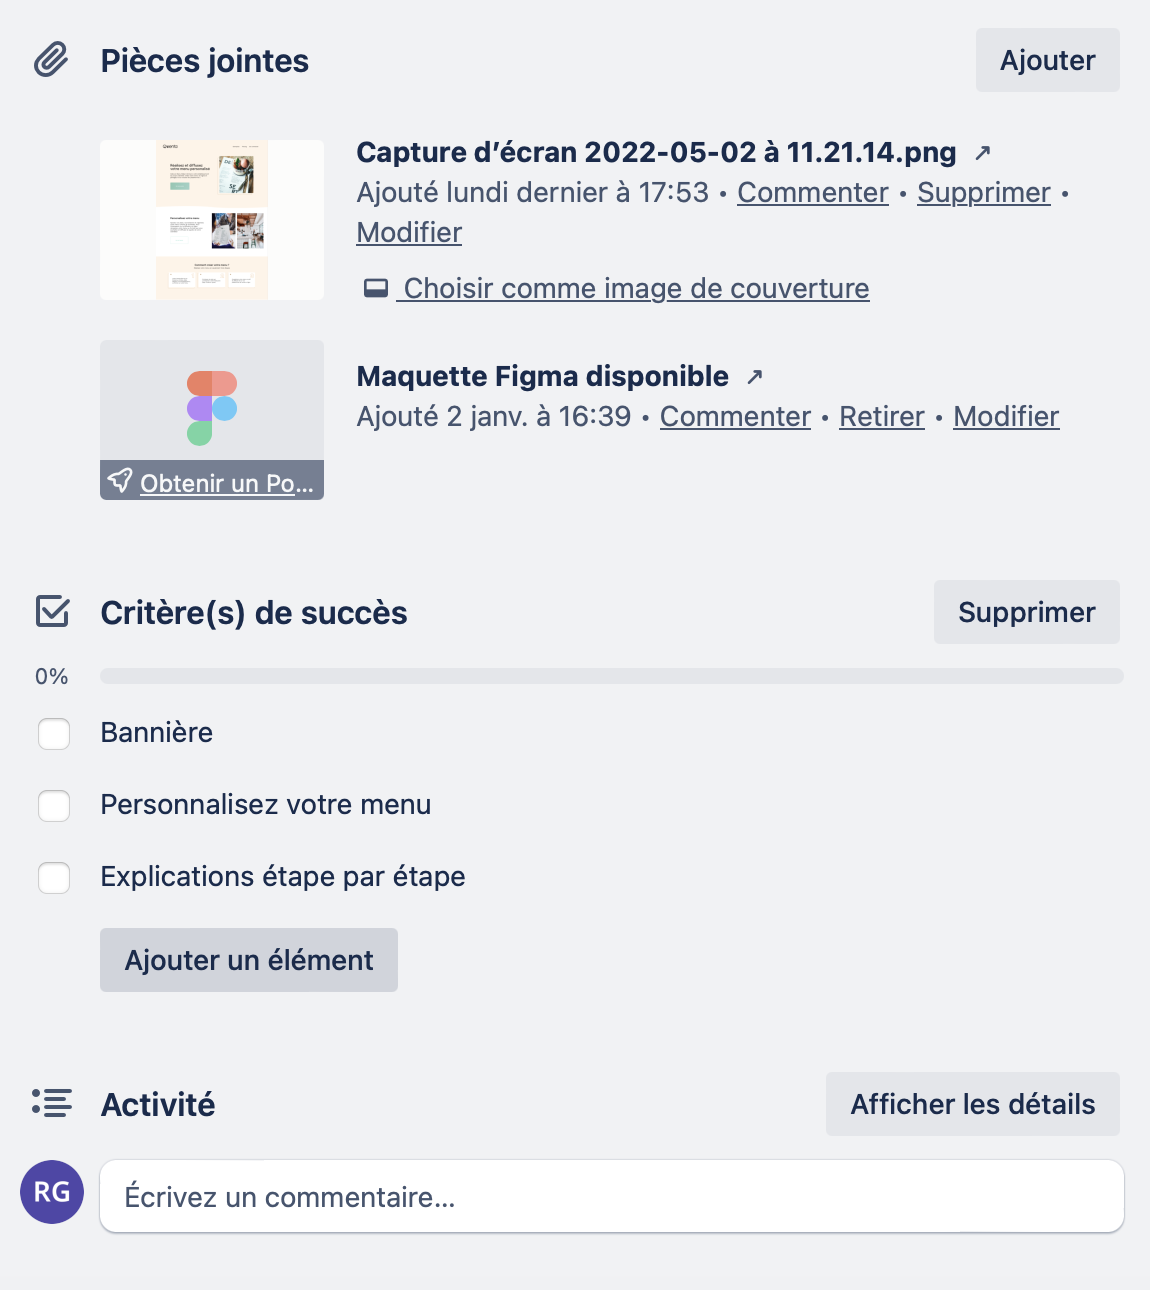 Pièces jointes
Ajouter
Capture d’écran 2022-05-02 à 11.21.14.png ↗
Ajouté lundi dernier à 17:53 • Commenter • Supprimer •
Modifier
Choisir comme image de couverture
Maquette Figma disponible ↗
Ajouté 2 janv. à 16:39 • Commenter • Retirer • Modifier
Obtenir un Po...
Critère(s) de succès
Supprimer
0%
Bannière
Personnalisez votre menu
Explications étape par étape
Ajouter un élément
Activité
Afficher les détails
RG
Écrivez un commentaire…